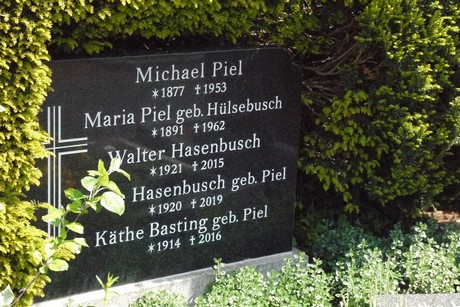 Michael Piel
*1877 †1953
Maria Piel geb. Hülsebusch
*1891 †1962
Walter Hasenbusch
*1921 †2015
Hasenbusch geb. Piel
*1920 †2019
Käthe Basting geb. Piel
*1914 †2016